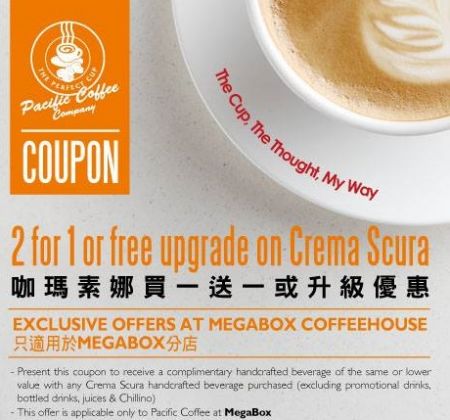 THE PERFECT CUP
Pacific Coffee
Company
COUPON
The Cup, The Thought, My Way
2 for 1 or free upgrade on Crema Scura
咖瑪素娜買一送一或升級優惠
EXCLUSIVE OFFERS AT MEGABOX COFFEEHOUSE
只適用於MEGABOX分店
- Present this coupon to receive a complimentary handcrafted beverage of the same or lower
value with any Crema Scura handcrafted beverage purchased (excluding promotional drinks,
bottled drinks, juices & Chillino)
- This offer is applicable only to Pacific Coffee at MegaBox